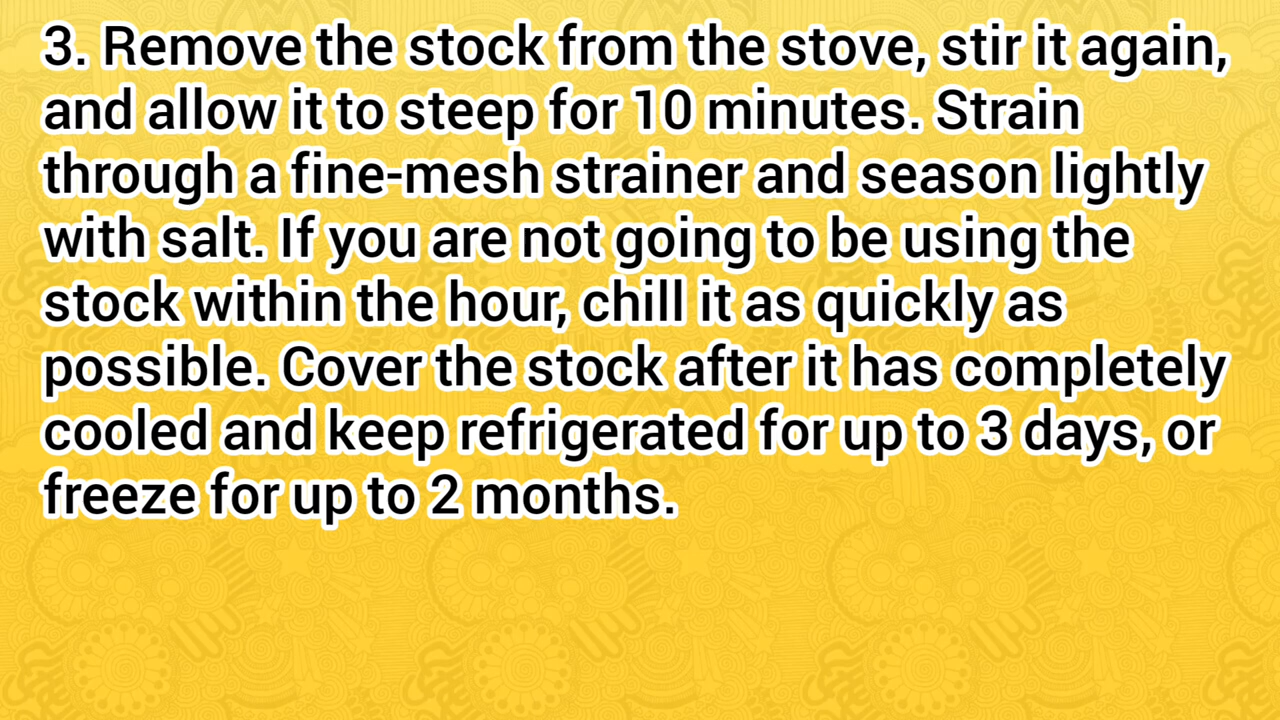 3. Remove the stock from the stove, stir it again,
and allow it to steep for 10 minutes. Strain
through a fine-mesh strainer and season lightly
with salt. If you are not going to be using the
stock within the hour, chill it as quickly as
possible. Cover the stock after it has completely
cooled and keep refrigerated for up to 3 days, or
freeze for up to 2 months.